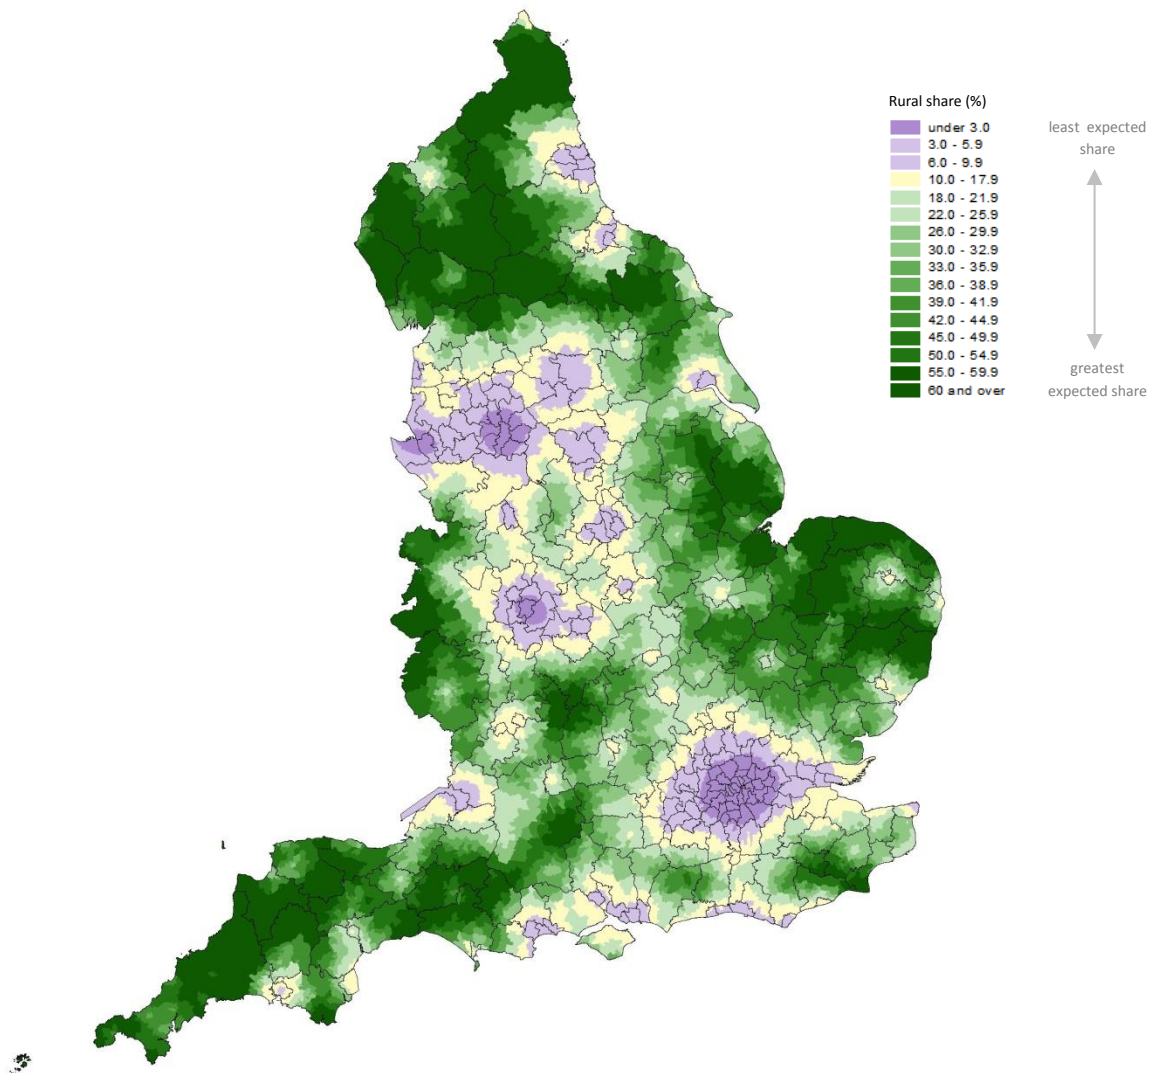 Rural share (%)
under 3.0
3.0 - 5.9
6.0 - 9.9
10.0 - 17.9
18.0 - 21.9
22.0 - 25.9
26.0 - 29.9
30.0 - 32.9
33.0 - 35.9
36.0 - 38.9
39.0 - 41.9
42.0 - 44.9
45.0 - 49.9
50.0 - 54.9
55.0 - 59.9
60 and over
least expected
share
greatest
expected share